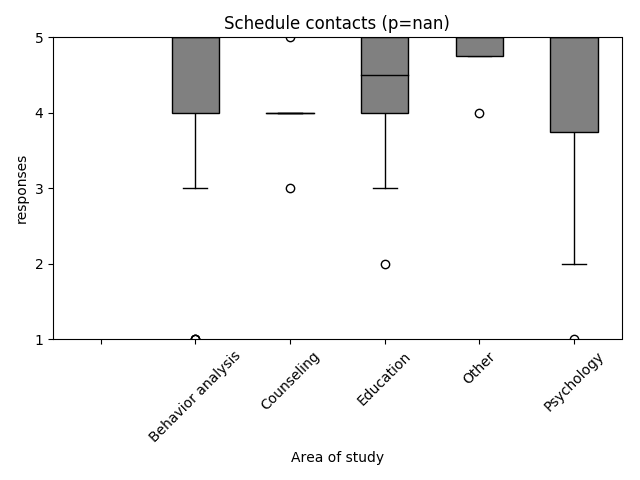 Schedule contacts (p=nan)
5
4
3
2
1
responses
Behavior analysis
Counseling
Education
Other
Psychology
Area of study